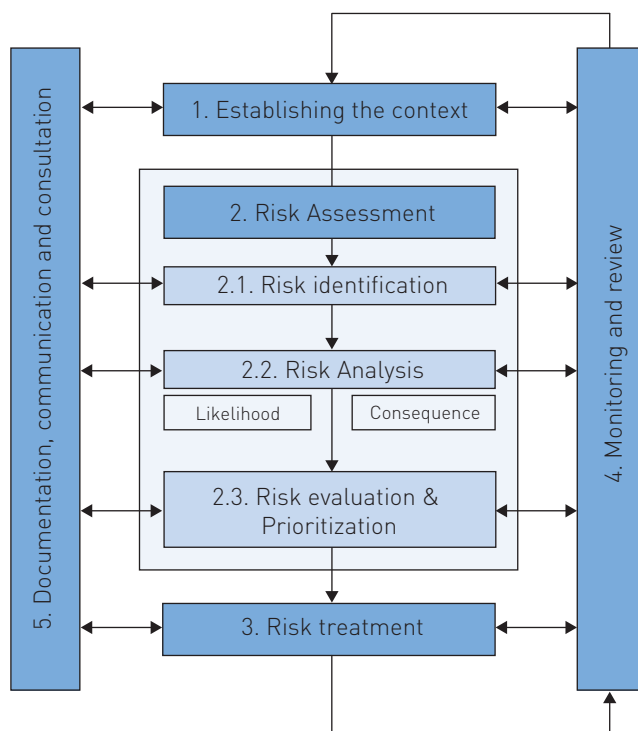 1. Establishing the context
2. Risk Assessment
2.1. Risk identification
2.2. Risk Analysis
Likelihood
Consequence
2.3. Risk evaluation &
Prioritization
3. Risk treatment
4. Monitoring and review
5. Documentation, communication and consultation